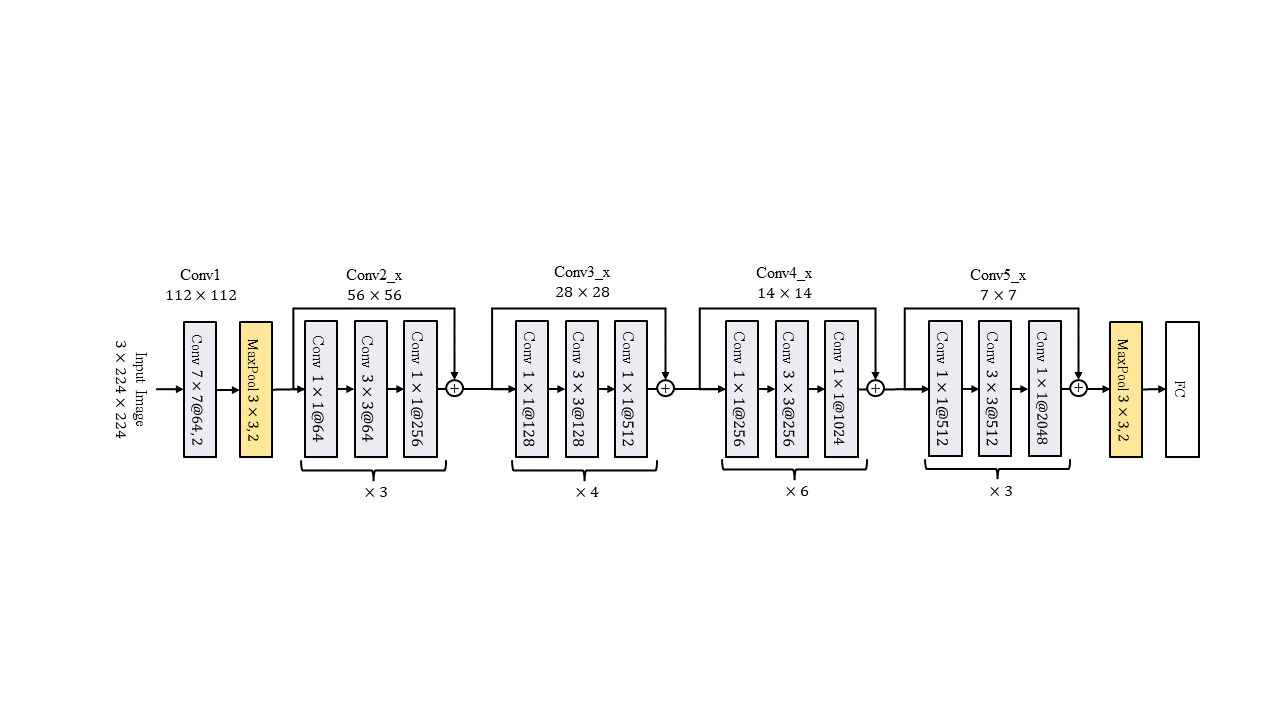 Conv1
112 × 112
Conv2_x
56 × 56
Conv3_x
28 × 28
Conv4_x
14 × 14
Conv5_x
7 × 7
Input Image
3 × 224 × 224
Conv 7 × 7@64, 2
MaxPool 3 × 3, 2
Conv 1 × 1@64
Conv 3 × 3@64
Conv 1 × 1@256
+
Conv 1 × 1@128
Conv 3 × 3@128
Conv 1 × 1@512
+
Conv 1 × 1@256
Conv 3 × 3@256
Conv 1 × 1@1024
+
Conv 1 × 1@512
Conv 3 × 3@512
Conv 1 × 1@2048
+
MaxPool 3 × 3, 2
FC
× 3
× 4
× 6
× 3